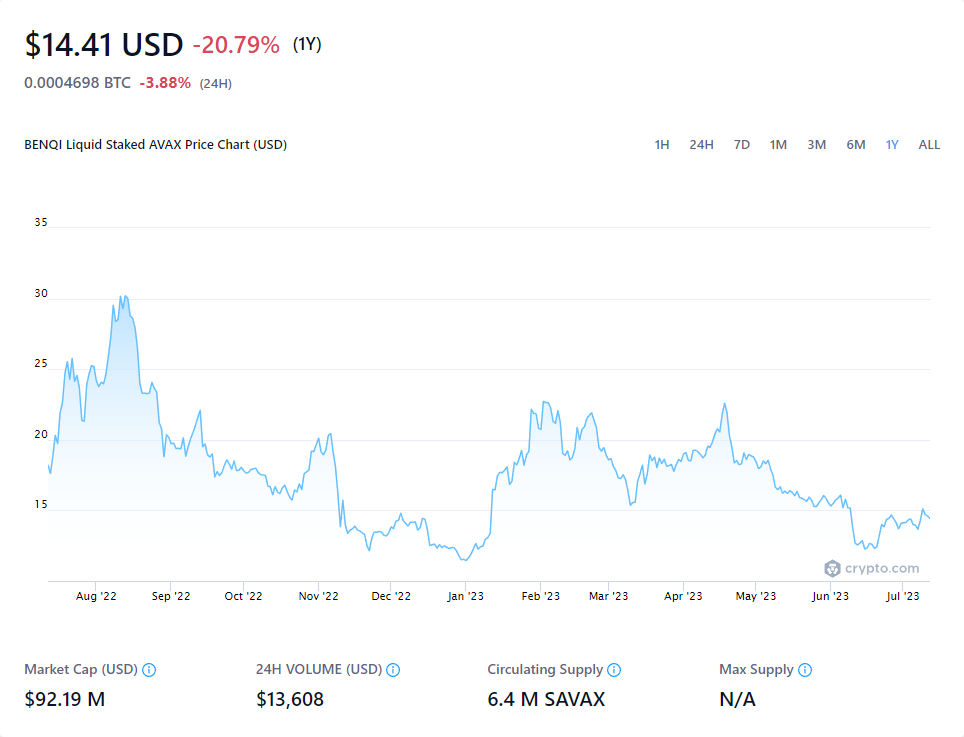 $14.41 USD -20.79% (1Y)
0.0004698 BTC -3.88% (24H)
BENQI Liquid Staked AVAX Price Chart (USD)
1H 24H 7D 1M 3M 6M 1Y ALL
35
30
25
20
15
crypto.com
Aug '22 Sep '22 Oct '22 Nov '22 Dec '22 Jan '23 Feb '23 Mar '23 Apr '23 May '23 Jun '23 Jul '23
Market Cap (USD) 24H VOLUME (USD) Circulating Supply Max Supply
$92.19 M $13,608 6.4 M SAVAX N/A